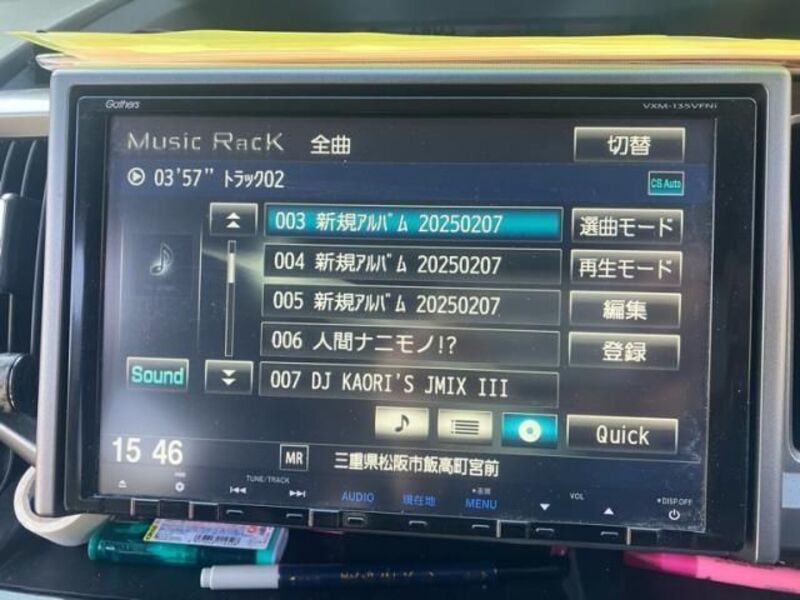 Gathers VXM-135VFNi
Music Rack 全曲 切替
03'57" ﾄﾗｯｸ02 CS Auto
003 新規ｱﾙﾊﾞﾑ 20250207 選曲モード
004 新規ｱﾙﾊﾞﾑ 20250207 再生モード
005 新規ｱﾙﾊﾞﾑ 20250207 編集
006 人間ナニモノ!? 登録
007 DJ KAORI'S JMIX III
Sound
Quick
15 46 MR 三重県松阪市飯高町宮前
TUNE/TRACK AUDIO 現在地 MENU VOL DISP OFF